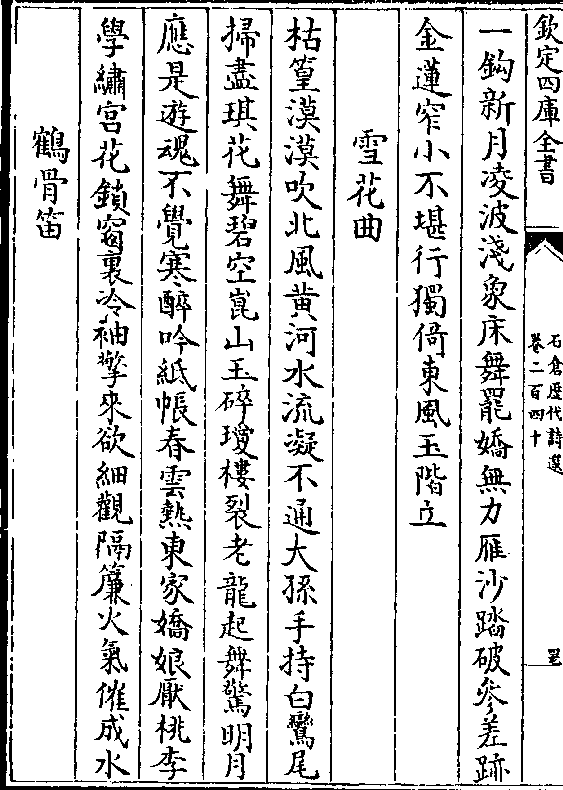 欽定四庫全書
石倉歷代詩選
卷二百四十
一鈎新月凌波淺象床舞罷嬌無力雁沙踏破參差跡
金蓮窄小不堪行獨倚東風玉階立
雪花曲
枯篁漠漠吹北風黄河水流凝不通大孫手持白鸞尾
掃盡琪花舞碧空崑山玉碎瓊樓裂老龍起舞驚明月
應是遊魂不覺寒醉吟紙帳春雲熱東家嬌娘厭桃李
學繡宮花鎖窗裏冷袖擎來欲細觀隔簾火氣催成水
鶴骨笛